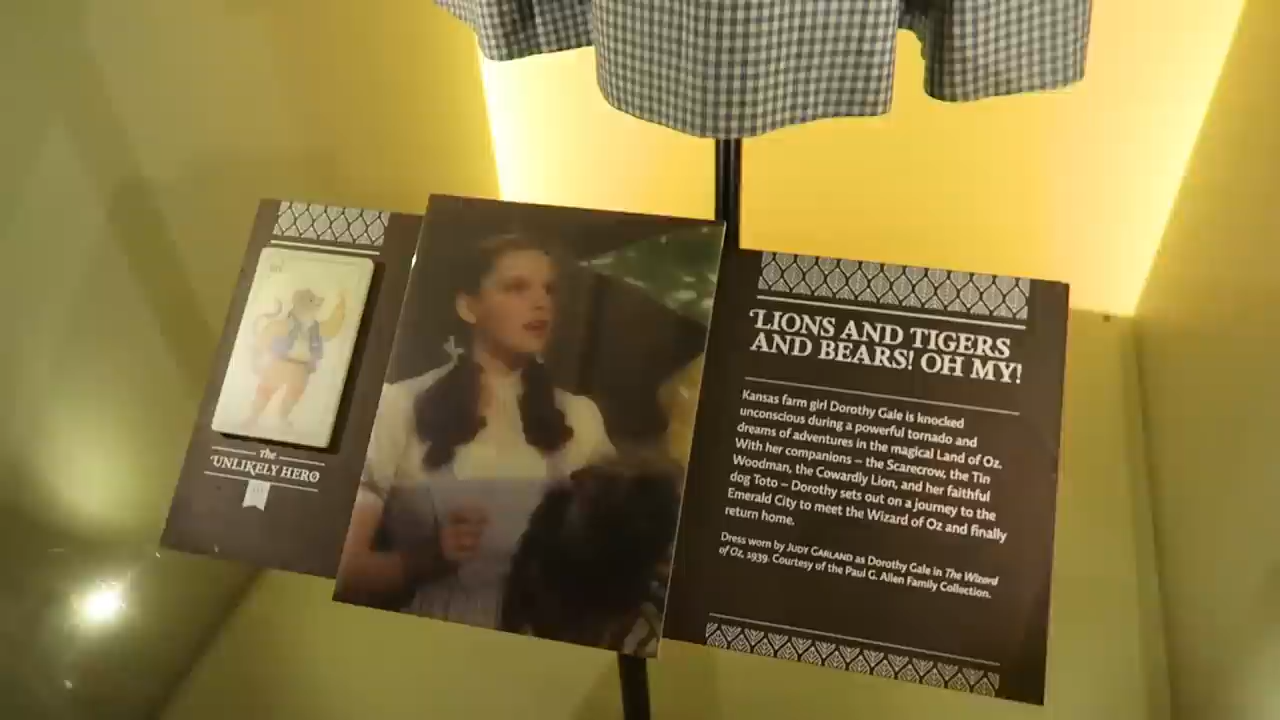 The
UNLIKELY HERO
LIONS AND TIGERS
AND BEARS! OH MY!
Kansas farm girl Dorothy Gale is knocked
unconscious during a powerful tornado and
dreams of adventures in the magical Land of Oz.
With her companions – the Scarecrow, the Tin
Woodman, the Cowardly Lion, and her faithful
dog Toto – Dorothy sets out on a journey to the
Emerald City to meet the Wizard of Oz and finally
return home.
Dress worn by JUDY GARLAND as Dorothy Gale in The Wizard
of Oz, 1939. Courtesy of the Paul G. Allen Family Collection.